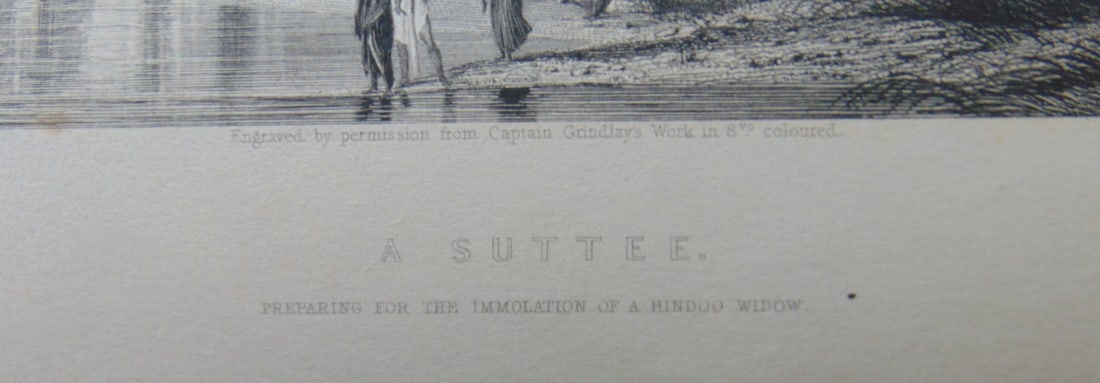 Engraved by permission from Captain Grindlay's Work in 8vo coloured.
A SUTTEE.
PREPARING FOR THE IMMOLATION OF A HINDOO WIDOW.